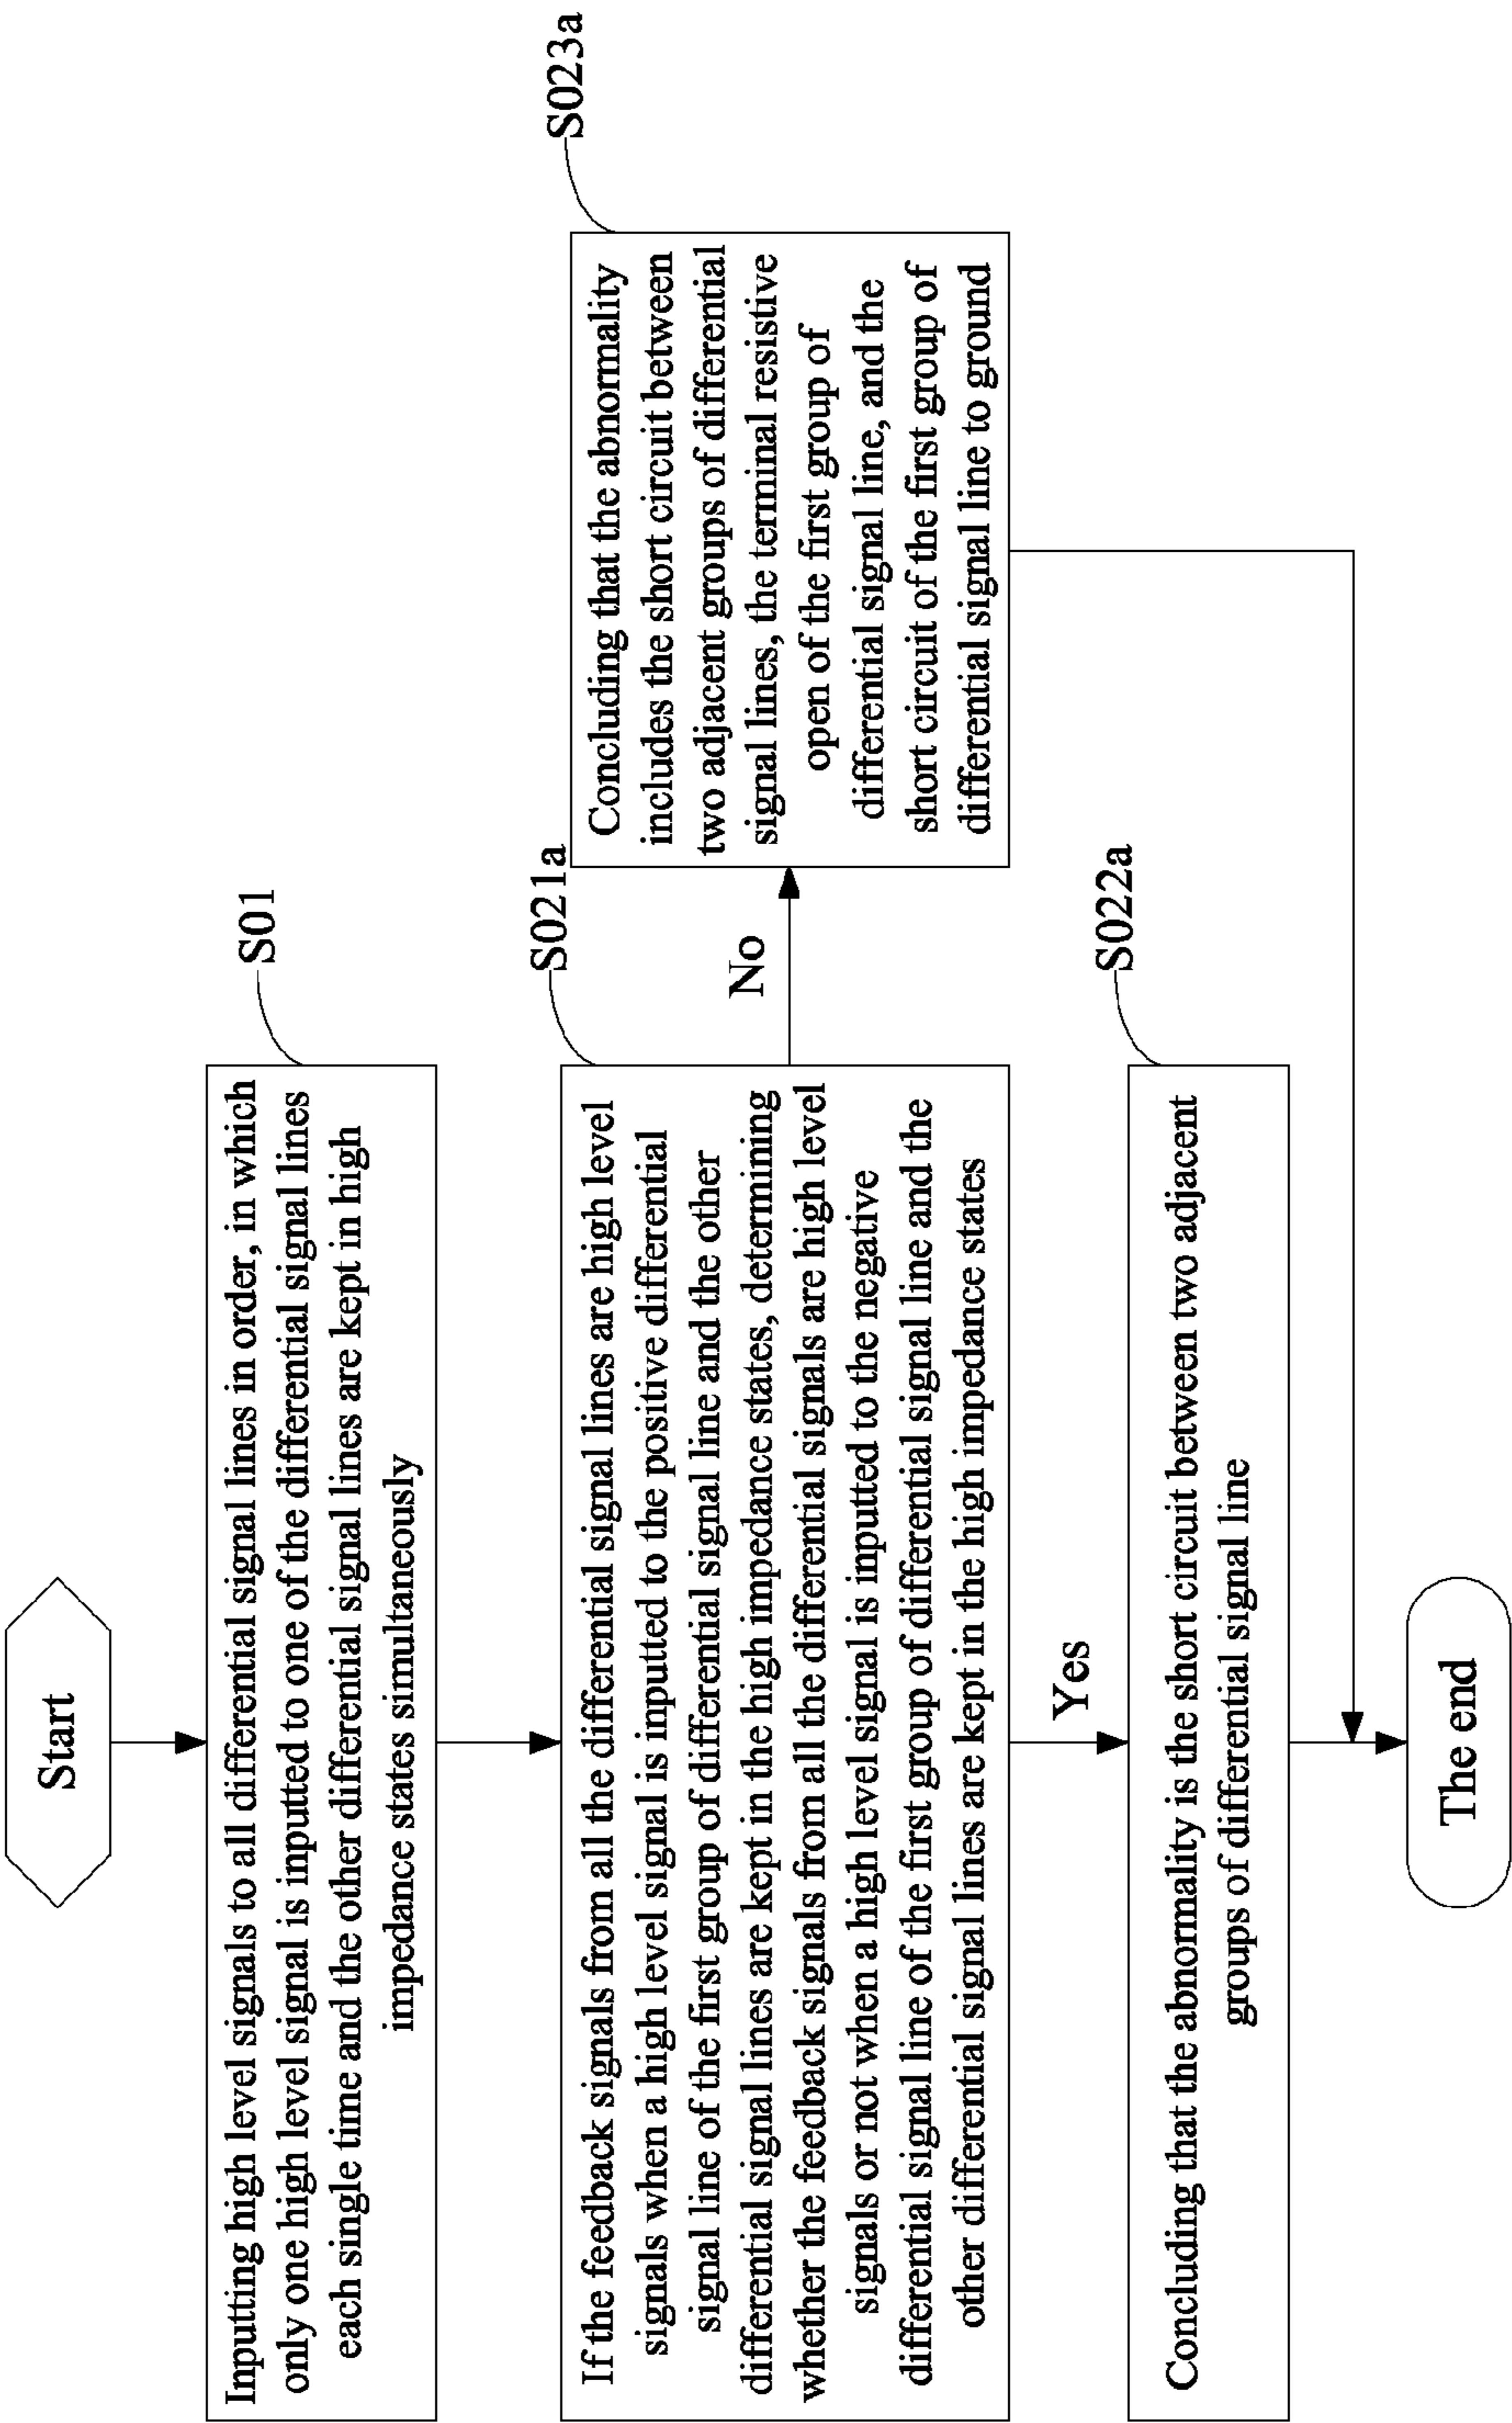 Start
S01
Inputting high level signals to all differential signal lines in order, in which
only one high level signal is inputted to one of the differential signal lines
each single time and the other differential signal lines are kept in high
impedance states simultaneously
S021a
If the feedback signals from all the differential signal lines are high level
signals when a high level signal is inputted to the positive differential
signal line of the first group of differential signal line and the other
differential signal lines are kept in the high impedance states, determining
whether the feedback signals from all the differential signals are high level
signals or not when a high level signal is inputted to the negative
differential signal line of the first group of differential signal line and the
other differential signal lines are kept in the high impedance states
No
S023a
Concluding that the abnormality
includes the short circuit between
two adjacent groups of differential
signal lines, the terminal resistive
open of the first group of
differential signal line, and the
short circuit of the first group of
differential signal line to ground
Yes
S022a
Concluding that the abnormality is the short circuit between two adjacent
groups of differential signal line
The end